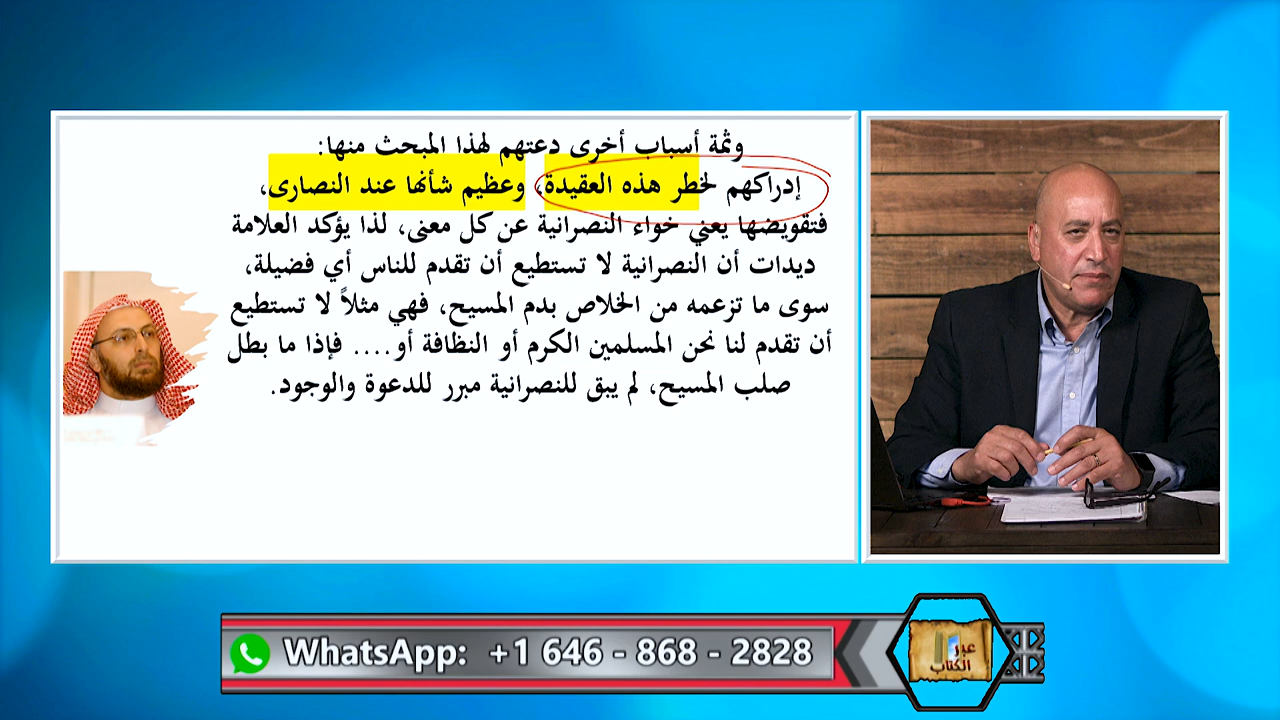 وثمة أسباب أخرى دعتهم لهذا المبحث منها:
إدراكهم لخطر هذه العقيدة، وعظيم شأنها عند النصارى،
فتقويضها يعني خواء النصرانية عن كل معنى، لذا يؤكد العلامة
ديدات أن النصرانية لا تستطيع أن تقدم للناس أي فضيلة،
سوى ما تزعمه من الخلاص بدم المسيح، فهي مثلاً لا تستطيع
أن تقدم لنا نحن المسلمين الكرم أو النظافة أو.... فإذا ما بطل
صلب المسيح، لم يبق للنصرانية مبرر للدعوة والوجود.
WhatsApp: +1 646 - 868 - 2828
عبر
الكتاب